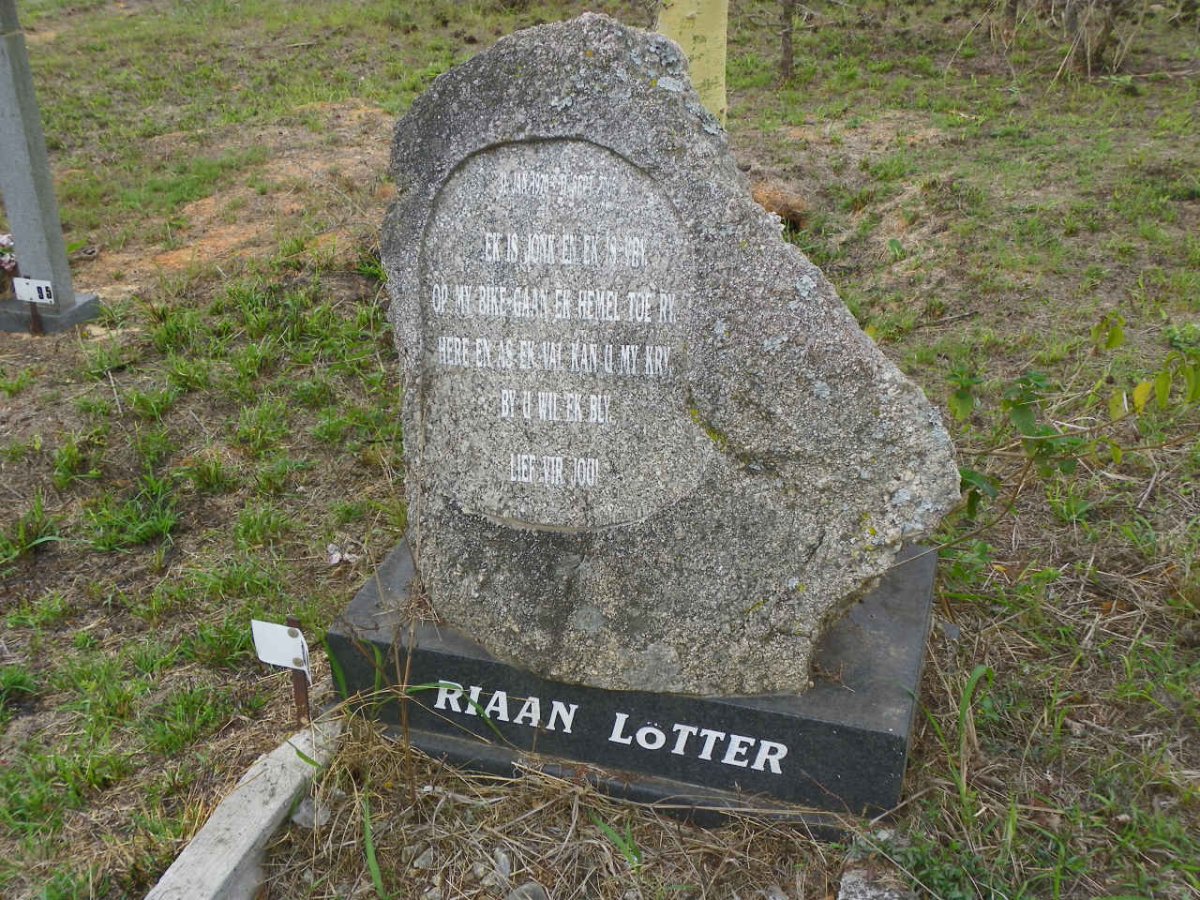 JAN
EK IS JONK EN EK IS VRY.
OP MY BIKE GAAN EK HEMEL TOE RY.
HERE EN AS EK VAL KAN U MY KRY.
BY U WIL EK BLY.
LIEF VIR JOU!
RIAAN LÖTTER